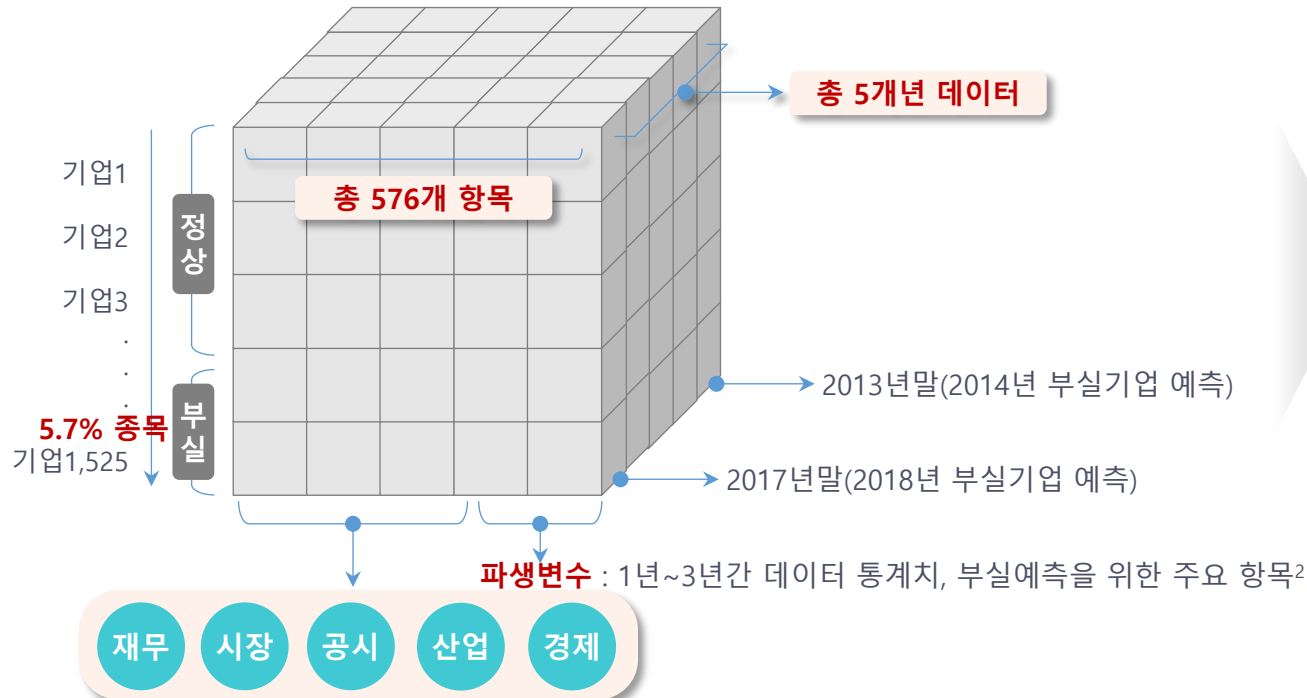 총 5개년 데이터
기업1
총 576개 항목
정상
기업2
기업3
.
.
.
2013년말(2014년 부실기업 예측)
부실
5.7% 종목
기업1,525
2017년말(2018년 부실기업 예측)
파생변수 : 1년~3년간 데이터 통계치, 부실예측을 위한 주요 항목2
재무 시장 공시 산업 경제